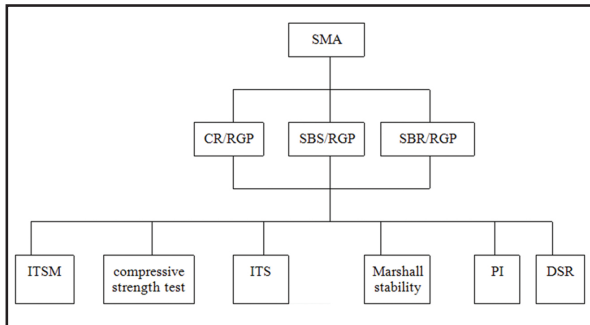 SMA
CR/RGP
SBS/RGP
SBR/RGP
ITSM
compressive
strength test
ITS
Marshall
stability
PI
DSR